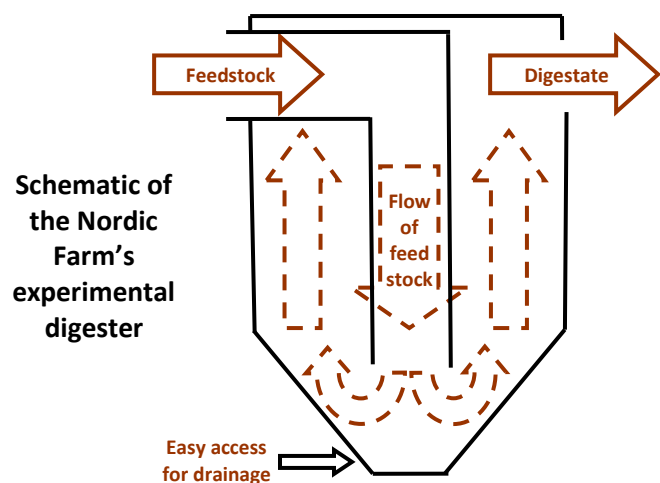 Feedstock
Digestate
Schematic of
the Nordic
Farm's
experimental
digester
Flow
of
feed
stock
Easy access
for drainage